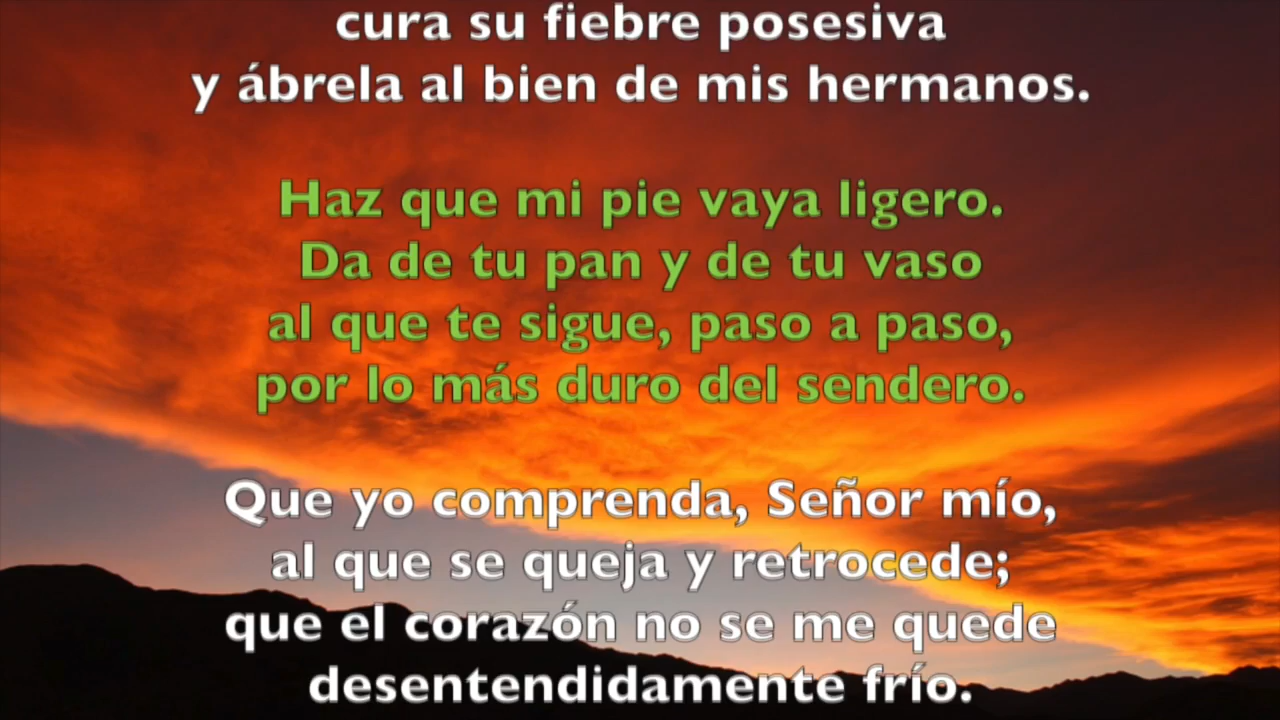 cura su fiebre posesiva
y ábrela al bien de mis hermanos.
Haz que mi pie vaya ligero.
Da de tu pan y de tu vaso
al que te sigue, paso a paso,
por lo más duro del sendero.
Que yo comprenda, Señor mío,
al que se queja y retrocede;
que el corazón no se me quede
desentendidamente frío.